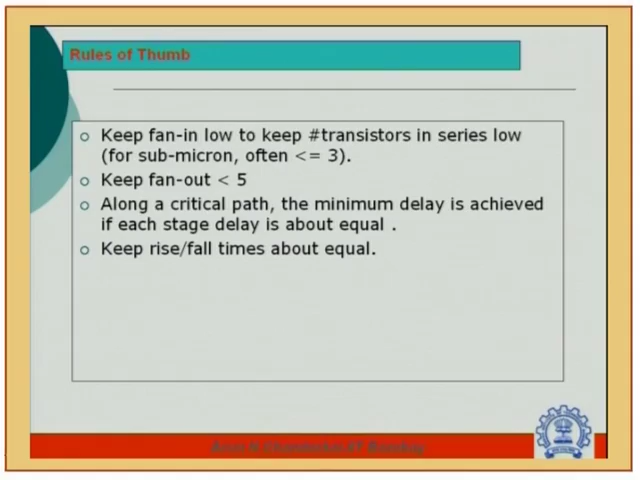 Rules of Thumb
○ Keep fan-in low to keep #transistors in series low
(for sub-micron, often <= 3).
○ Keep fan-out < 5
○ Along a critical path, the minimum delay is achieved
if each stage delay is about equal .
○ Keep rise/fall times about equal.
Bombay